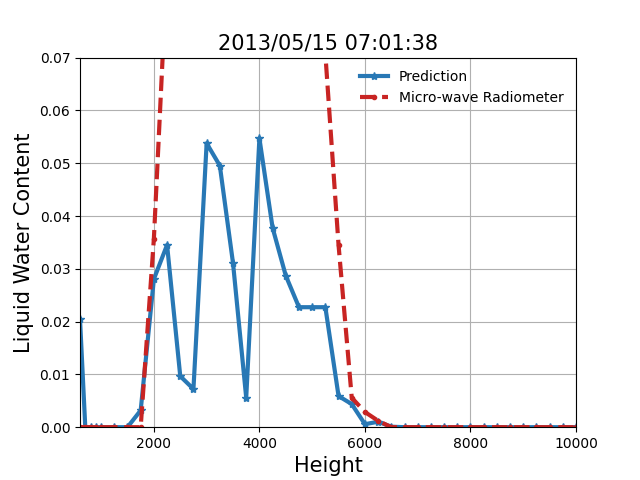 2013/05/15 07:01:38
Prediction
Micro-wave Radiometer
Liquid Water Content
0.07
0.06
0.05
0.04
0.03
0.02
0.01
0.00
2000 4000 6000 8000 10000
Height